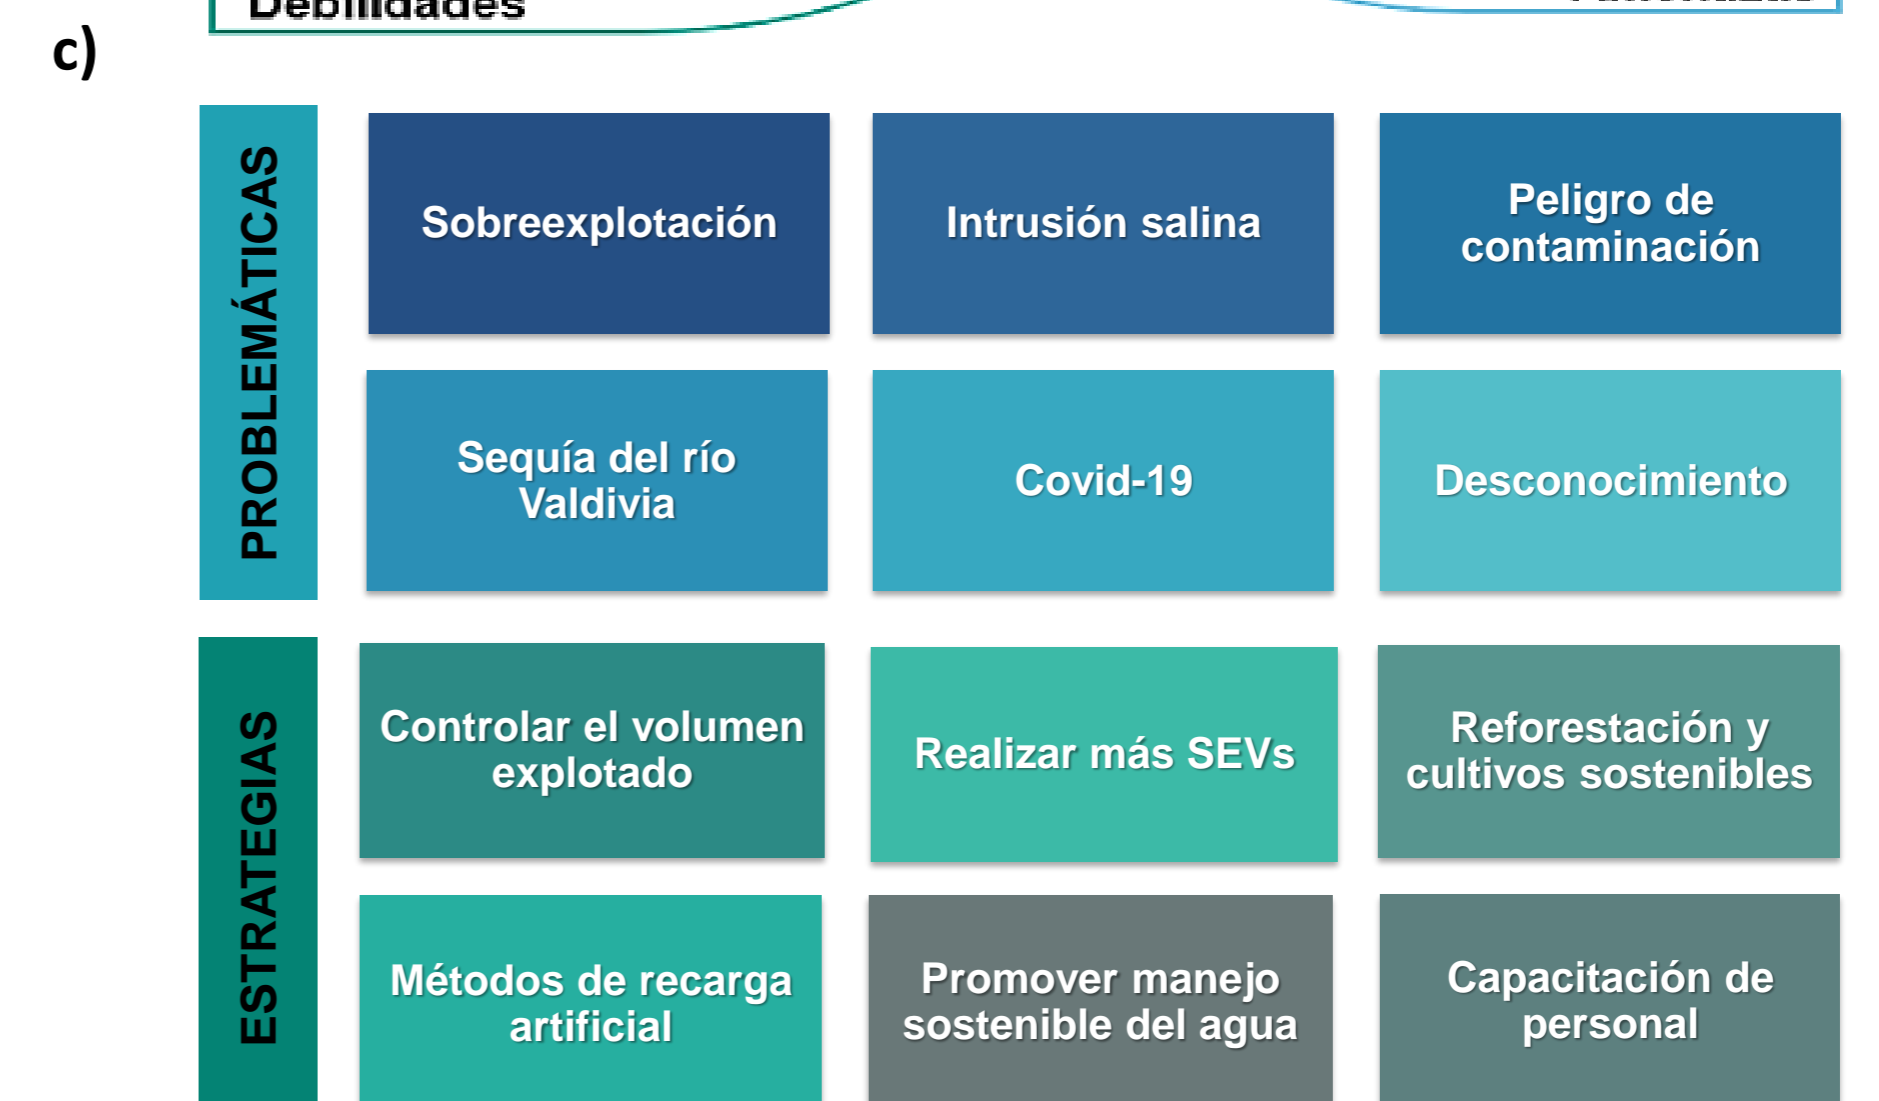 Debilidades
c)
PROBLEMÁTICAS
Sobreexplotación
Intrusión salina
Peligro de
contaminación
Sequía del río
Valdivia
Covid-19
Desconocimiento
ESTRATEGIAS
Controlar el volumen
explotado
Realizar más SEVs
Reforestación y
cultivos sostenibles
Métodos de recarga
artificial
Promover manejo
sostenible del agua
Capacitación de
personal